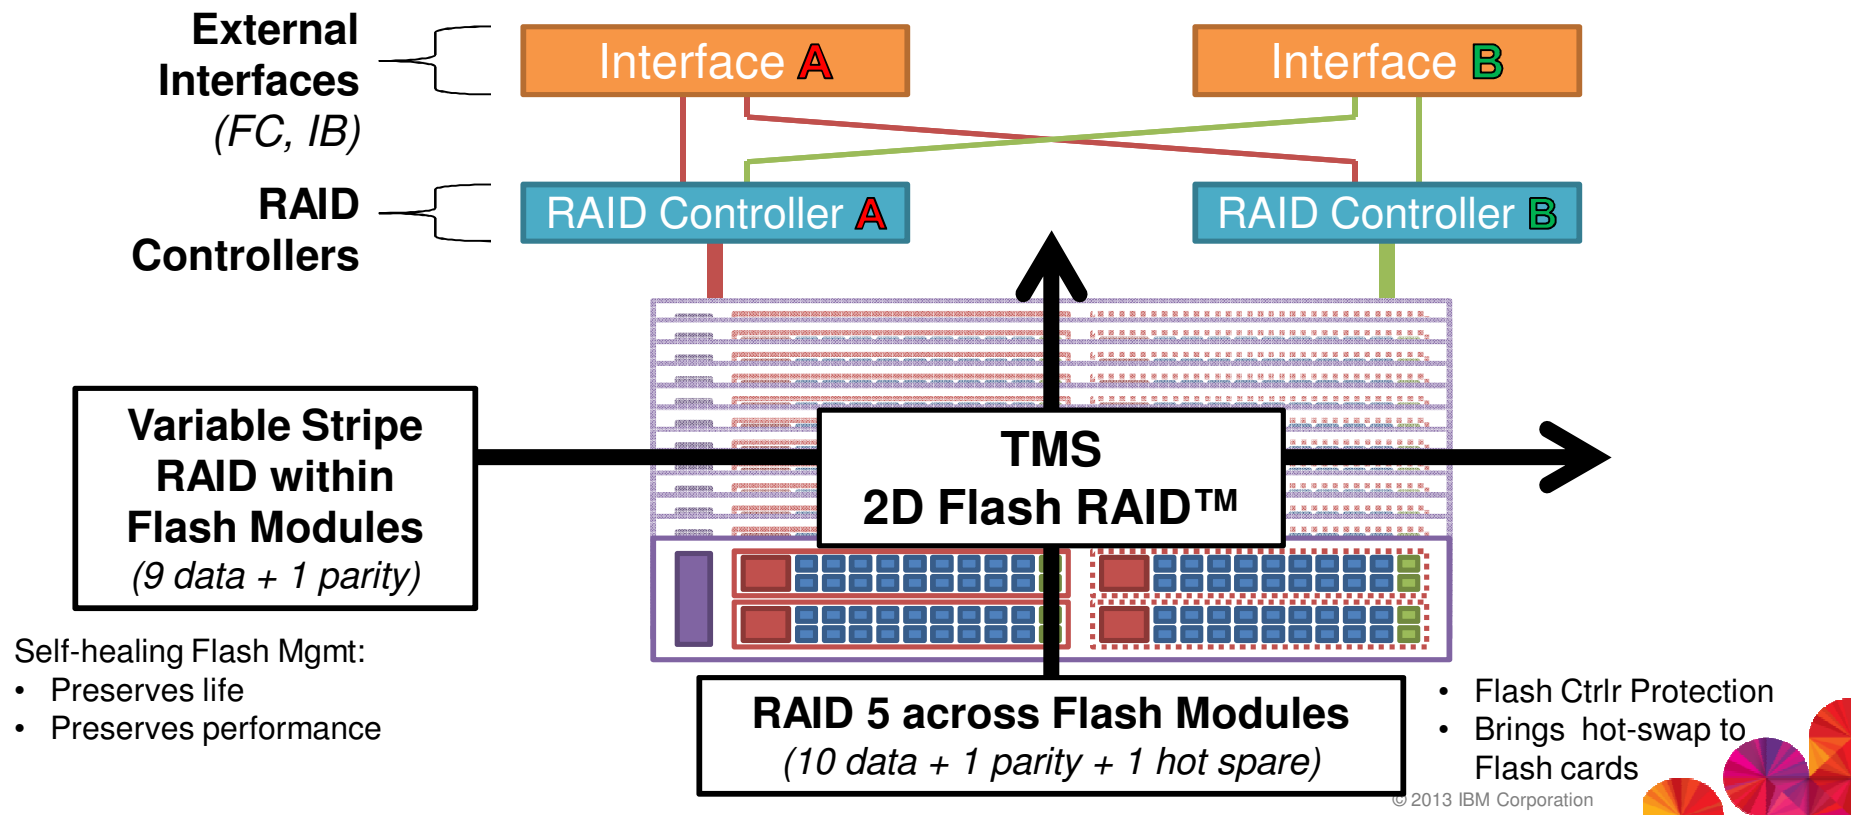 External
Interfaces
(FC, IB)
Interface A
Interface B
RAID
Controllers
RAID Controller A
RAID Controller B
Variable Stripe
RAID within
Flash Modules
(9 data + 1 parity)
TMS
2D Flash RAID™
Self-healing Flash Mgmt:
• Preserves life
• Preserves performance
RAID 5 across Flash Modules
(10 data + 1 parity + 1 hot spare)
• Flash Ctrlr Protection
• Brings hot-swap to
Flash cards
© 2013 IBM Corporation